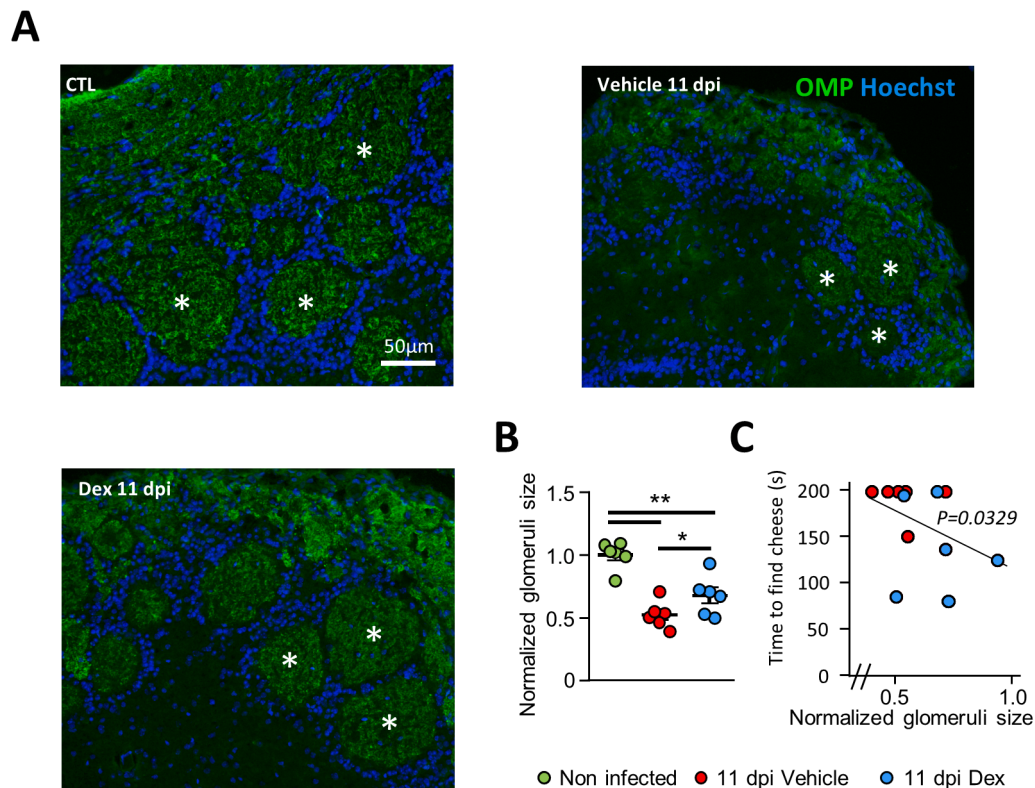 A
CTL
* * *
50µm
Vehicle 11 dpi
OMP Hoechst
* * *
Dex 11 dpi
* * *
B
Normalized glomeruli size
1.5
1.0
0.5
0
**
*
C
Time to find cheese (s)
200
150
100
50
0
P=0.0329
0.5 1.0
Normalized glomeruli size
Non infected 11 dpi Vehicle 11 dpi Dex